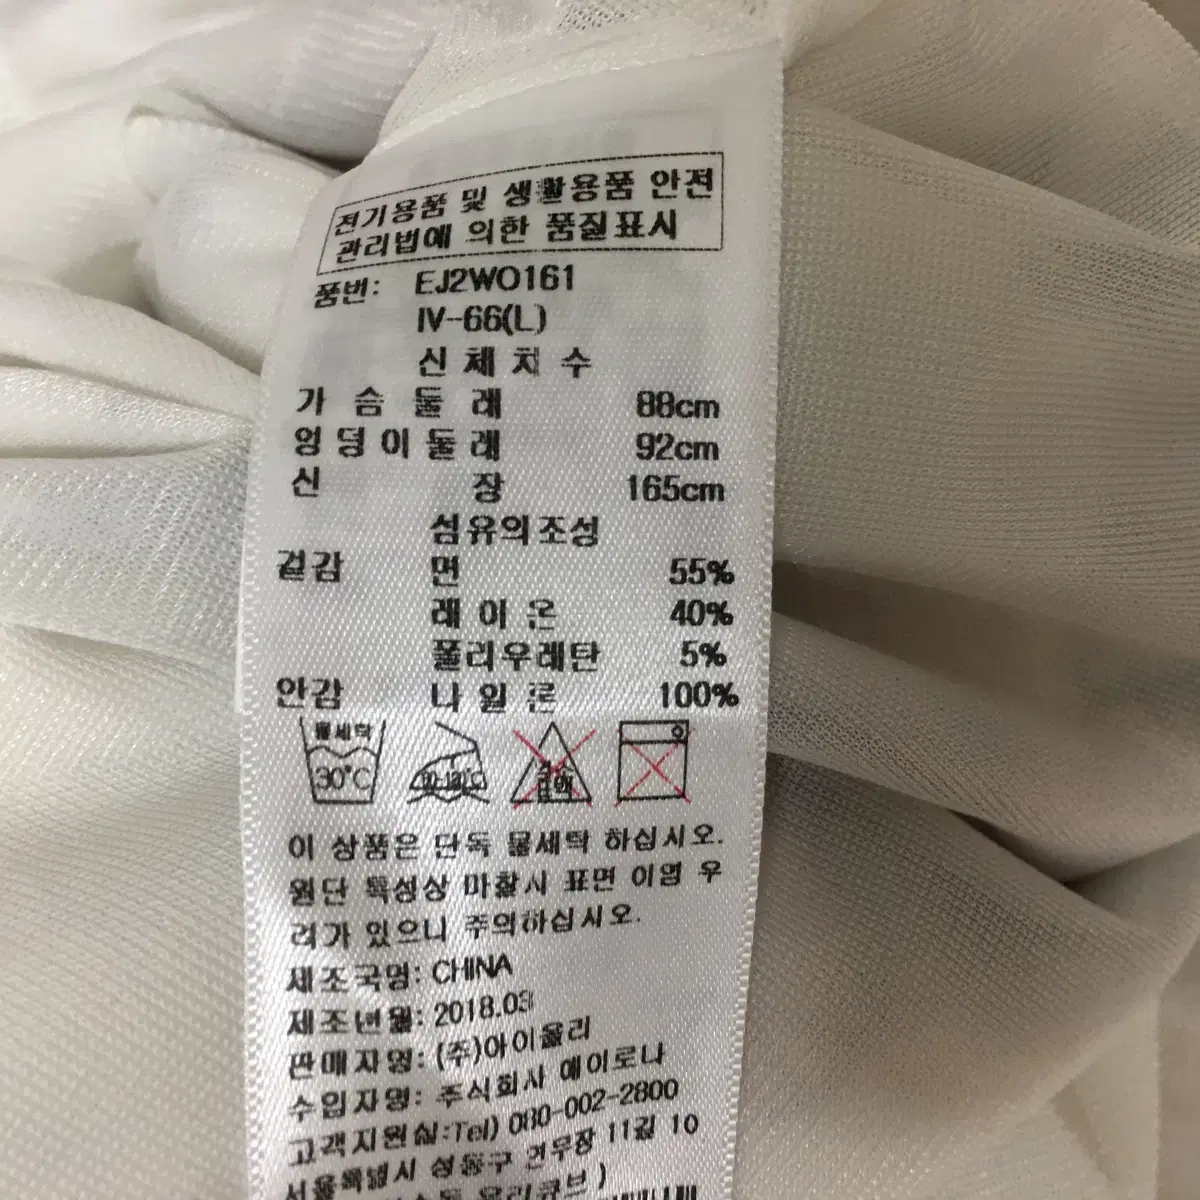 전기용품 및 생활용품 안전
관리법에 의한 품질표시
품번: EJ2WO161
IV-66(L)
신체치수
가슴둘레 88cm
엉덩이둘레 92cm
신장 165cm
섬유의조성
겉감 면 55%
레이온 40%
폴리우레탄 5%
안감 나일론 100%
물세탁
30°C
이 상품은 단독 물세탁 하십시오.
원단 특성상 마찰시 표면 이염 우
려가 있으니 주의하십시오.
제조국명: CHINA
제조년월: 2018.03
판매자명: (주)아이올리
수입자명: 주식회사 에이로나
고객지원실:Tel) 080-002-2800
서울특별시 성동구 견우장 11길 10